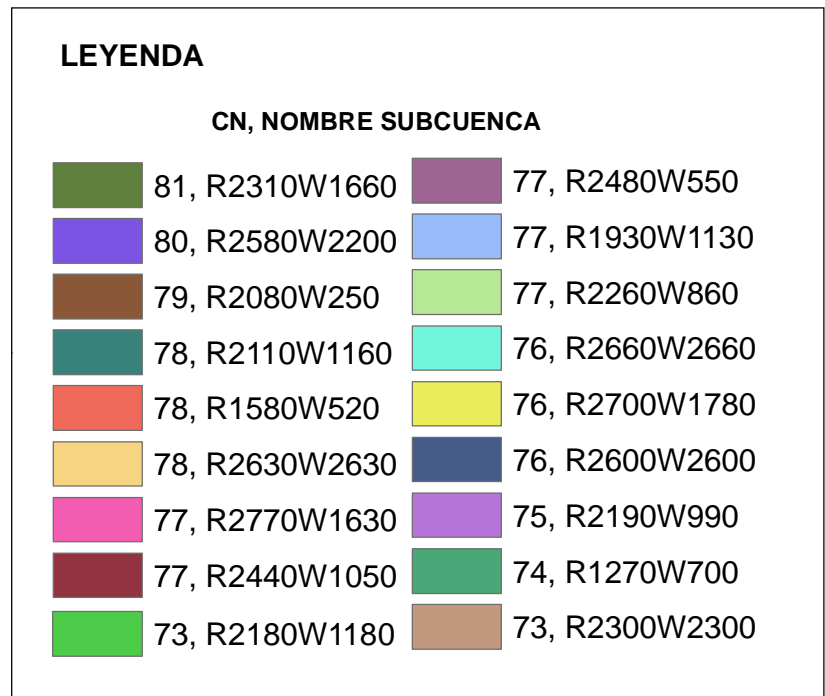 LEYENDA
CN, NOMBRE SUBCUENCA
81, R2310W1660
80, R2580W2200
79, R2080W250
78, R2110W1160
78, R1580W520
78, R2630W2630
77, R2770W1630
77, R2440W1050
73, R2180W1180
77, R2480W550
77, R1930W1130
77, R2260W860
76, R2660W2660
76, R2700W1780
76, R2600W2600
75, R2190W990
74, R1270W700
73, R2300W2300